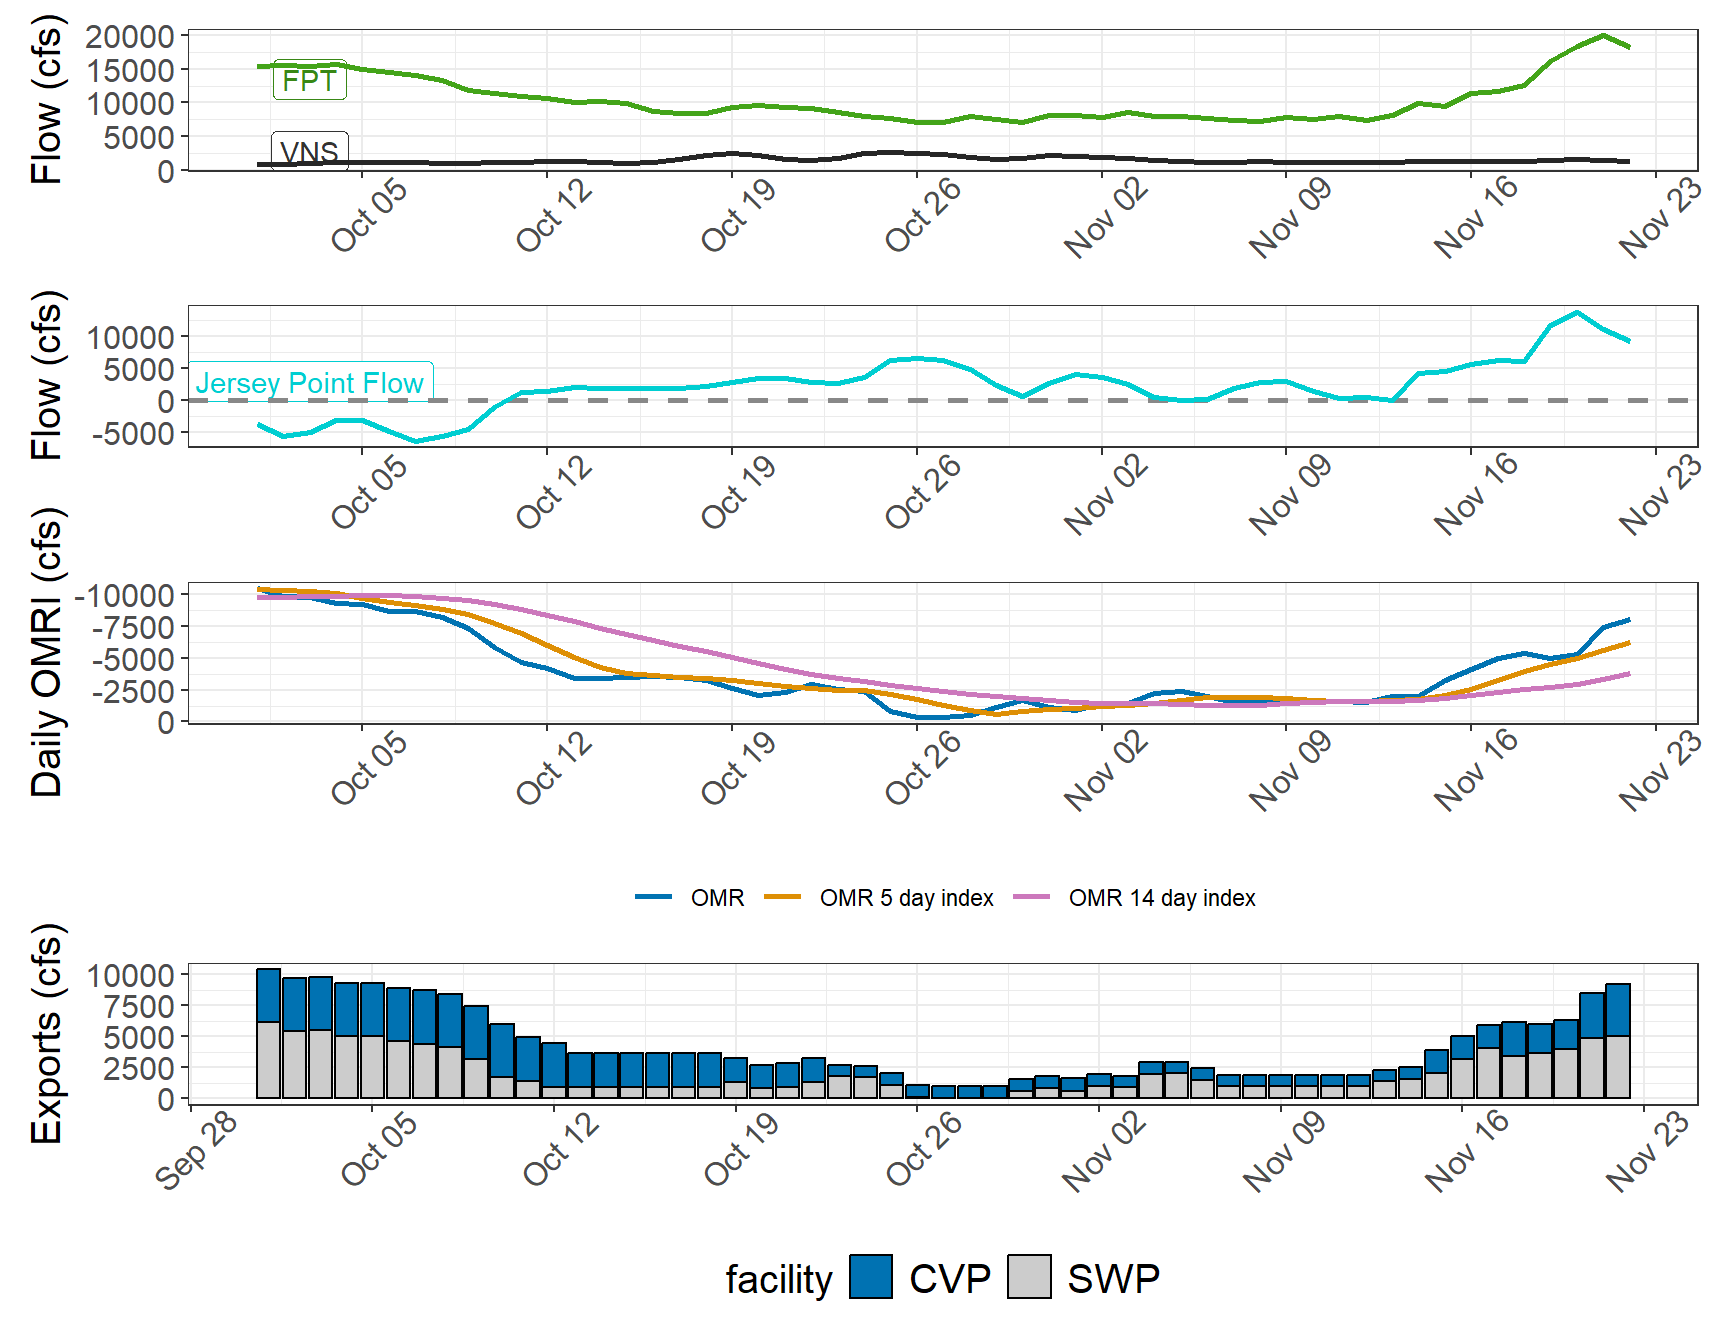 Flow (cfs)
20000
15000
10000
5000
0
FPT
VNS
Oct 05
Oct 12
Oct 19
Oct 26
Nov 02
Nov 09
Nov 16
Nov 23
Flow (cfs)
10000
5000
0
-5000
Jersey Point Flow
Oct 05
Oct 12
Oct 19
Oct 26
Nov 02
Nov 09
Nov 16
Nov 23
Daily OMRI (cfs)
-10000
-7500
-5000
-2500
0
Oct 05
Oct 12
Oct 19
Oct 26
Nov 02
Nov 09
Nov 16
Nov 23
OMR OMR 5 day index OMR 14 day index
Exports (cfs)
10000
7500
5000
2500
0
Sep 28
Oct 05
Oct 12
Oct 19
Oct 26
Nov 02
Nov 09
Nov 16
Nov 23
facility CVP SWP